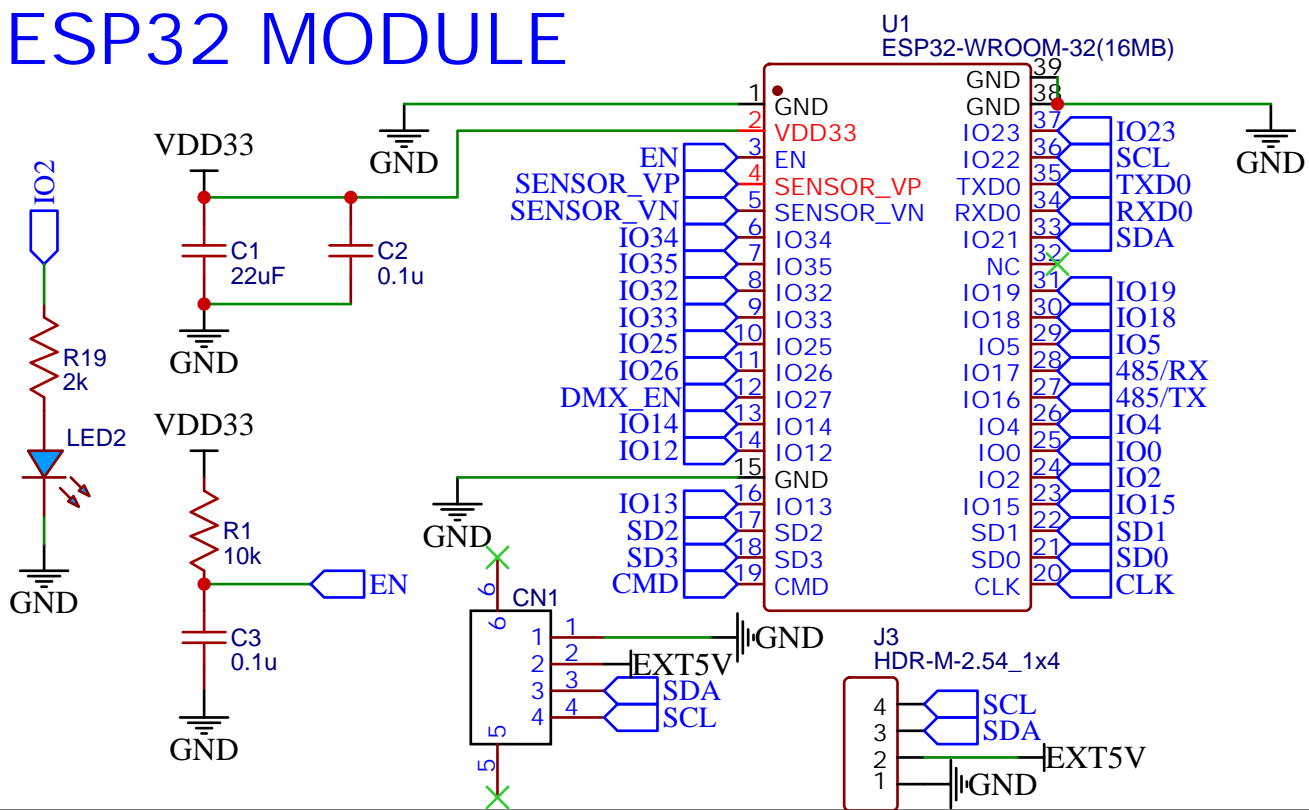 ESP32 MODULE
U1
ESP32-WROOM-32(16MB)
1 GND
2 VDD33
EN 3 EN
SENSOR_VP 4 SENSOR_VP
SENSOR_VN 5 SENSOR_VN
IO34 6 IO34
IO35 7 IO35
IO32 8 IO32
IO33 9 IO33
IO25 10 IO25
IO26 11 IO26
DMX_EN 12 IO27
IO14 13 IO14
IO12 14 IO12
15 GND
IO13 16 IO13
SD2 17 SD2
SD3 18 SD3
CMD 19 CMD
GND 39
GND 38
IO23 37 IO23
IO22 36 SCL
TXD0 35 TXD0
RXD0 34 RXD0
IO21 33 SDA
NC 32
IO19 31 IO19
IO18 30 IO18
IO5 29 IO5
IO17 28 485/RX
IO16 27 485/TX
IO4 26 IO4
IO0 25 IO0
IO2 24 IO2
IO15 23 IO15
SD1 22 SD1
SD0 21 SD0
CLK 20 CLK
GND
GND
GND
VDD33
C1
22uF
C2
0.1u
GND
IO2
R19
2k
LED2
GND
VDD33
R1
10k
EN
C3
0.1u
GND
CN1
6 6
1 1 GND
2 2 EXT5V
3 3 SDA
4 4 SCL
5 5
J3
HDR-M-2.54_1x4
4 SCL
3 SDA
2 EXT5V
1 GND